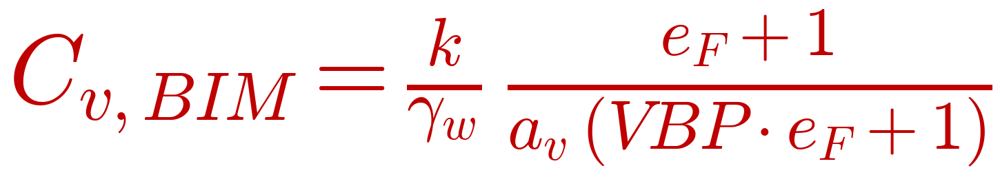 C_{v, BIM} = \frac{k}{\gamma_w} \frac{e_F + 1}{a_v (VBP \cdot e_F + 1)}